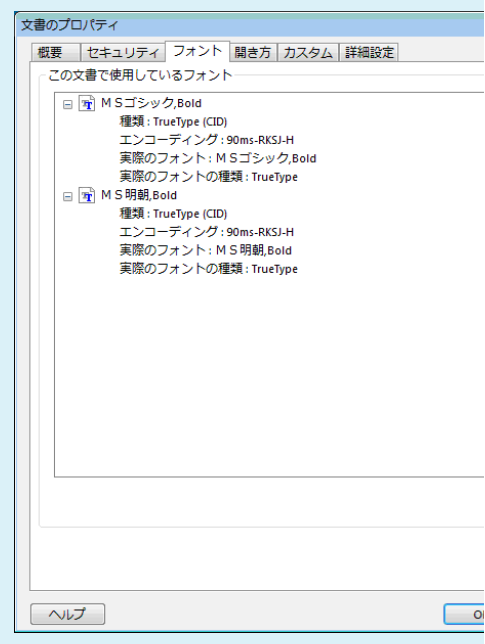 文書のプロパティ
概要 セキュリティ フォント 開き方 カスタム 詳細設定
この文書で使用しているフォント
ＭＳゴシック,Bold
種類 : TrueType (CID)
エンコーディング : 90ms-RKSJ-H
実際のフォント : ＭＳゴシック,Bold
実際のフォントの種類 : TrueType
ＭＳ明朝,Bold
種類 : TrueType (CID)
エンコーディング : 90ms-RKSJ-H
実際のフォント : ＭＳ明朝,Bold
実際のフォントの種類 : TrueType
ヘルプ